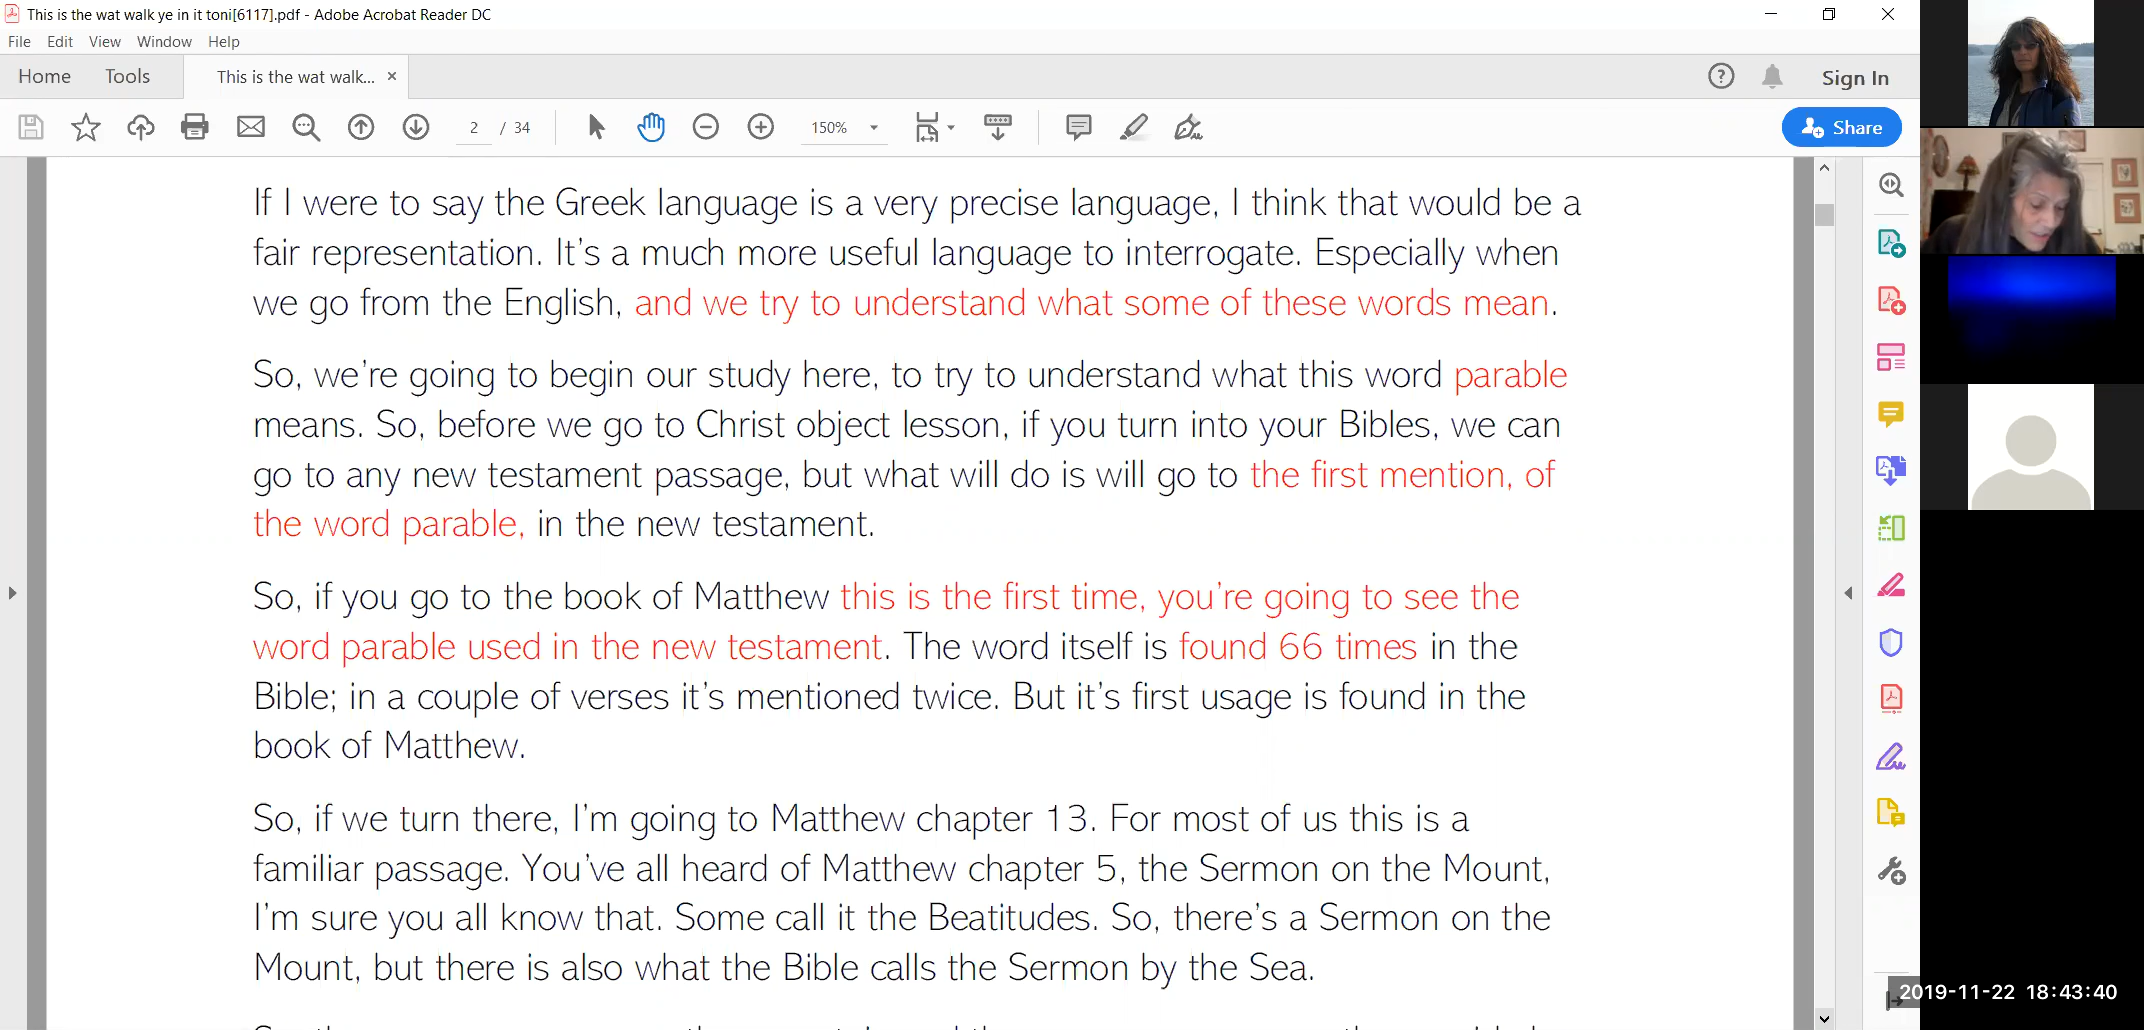 This is the wat walk ye in it toni[6117].pdf - Adobe Acrobat Reader DC
File Edit View Window Help
Home Tools This is the wat walk... × Sign In
2 / 34 150% Share
If I were to say the Greek language is a very precise language, I think that would be a
fair representation. It's a much more useful language to interrogate. Especially when
we go from the English, and we try to understand what some of these words mean.
So, we're going to begin our study here, to try to understand what this word parable
means. So, before we go to Christ object lesson, if you turn into your Bibles, we can
go to any new testament passage, but what will do is will go to the first mention, of
the word parable, in the new testament.
So, if you go to the book of Matthew this is the first time, you're going to see the
word parable used in the new testament. The word itself is found 66 times in the
Bible; in a couple of verses it's mentioned twice. But it's first usage is found in the
book of Matthew.
So, if we turn there, I'm going to Matthew chapter 13. For most of us this is a
familiar passage. You've all heard of Matthew chapter 5, the Sermon on the Mount,
I'm sure you all know that. Some call it the Beatitudes. So, there's a Sermon on the
Mount, but there is also what the Bible calls the Sermon by the Sea.
2019-11-22 18:43:40